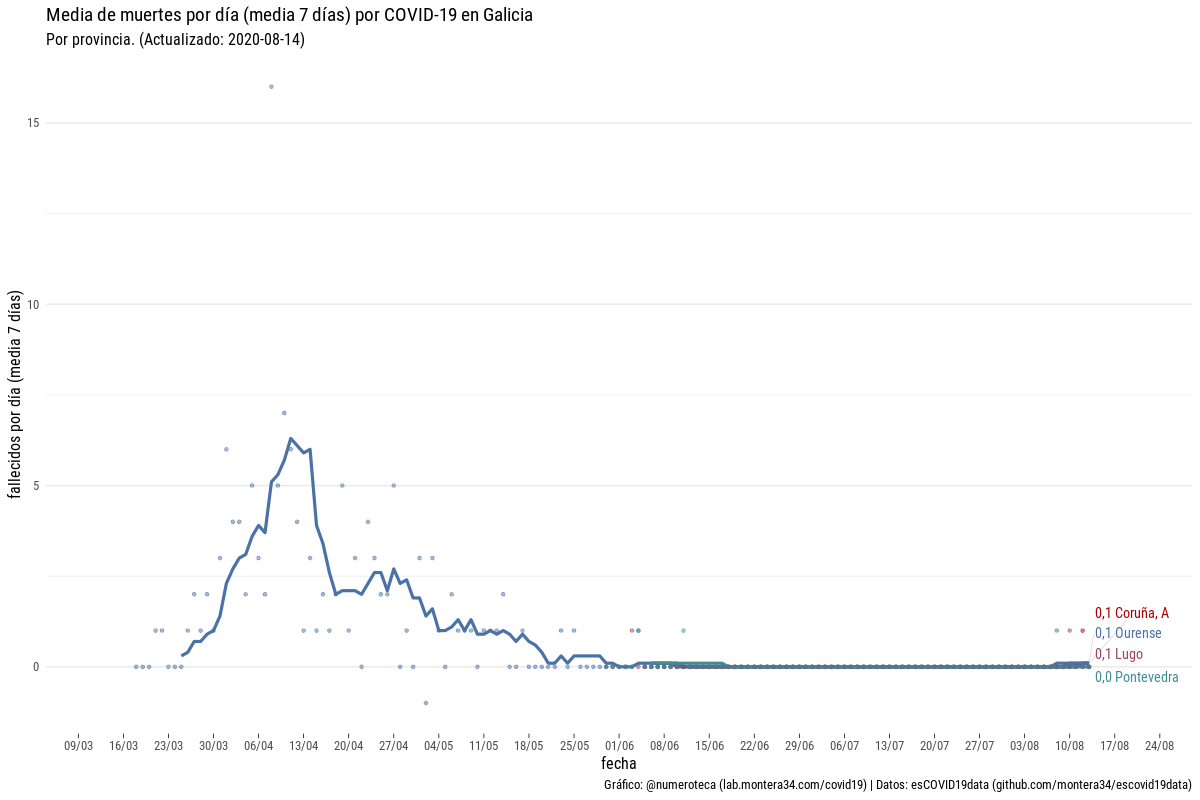 Media de muertes por día (media 7 días) por COVID-19 en Galicia
Por provincia. (Actualizado: 2020-08-14)
fallecidos por día (media 7 días)
15
10
5
0
0,1 Coruña, A
0,1 Ourense
0,1 Lugo
0,0 Pontevedra
09/03 16/03 23/03 30/03 06/04 13/04 20/04 27/04 04/05 11/05 18/05 25/05 01/06 08/06 15/06 22/06 29/06 06/07 13/07 20/07 27/07 03/08 10/08 17/08 24/08
fecha
Gráfico: @numeroteca (lab.montera34.com/covid19) | Datos: esCOVID19data (github.com/montera34/escovid19data)